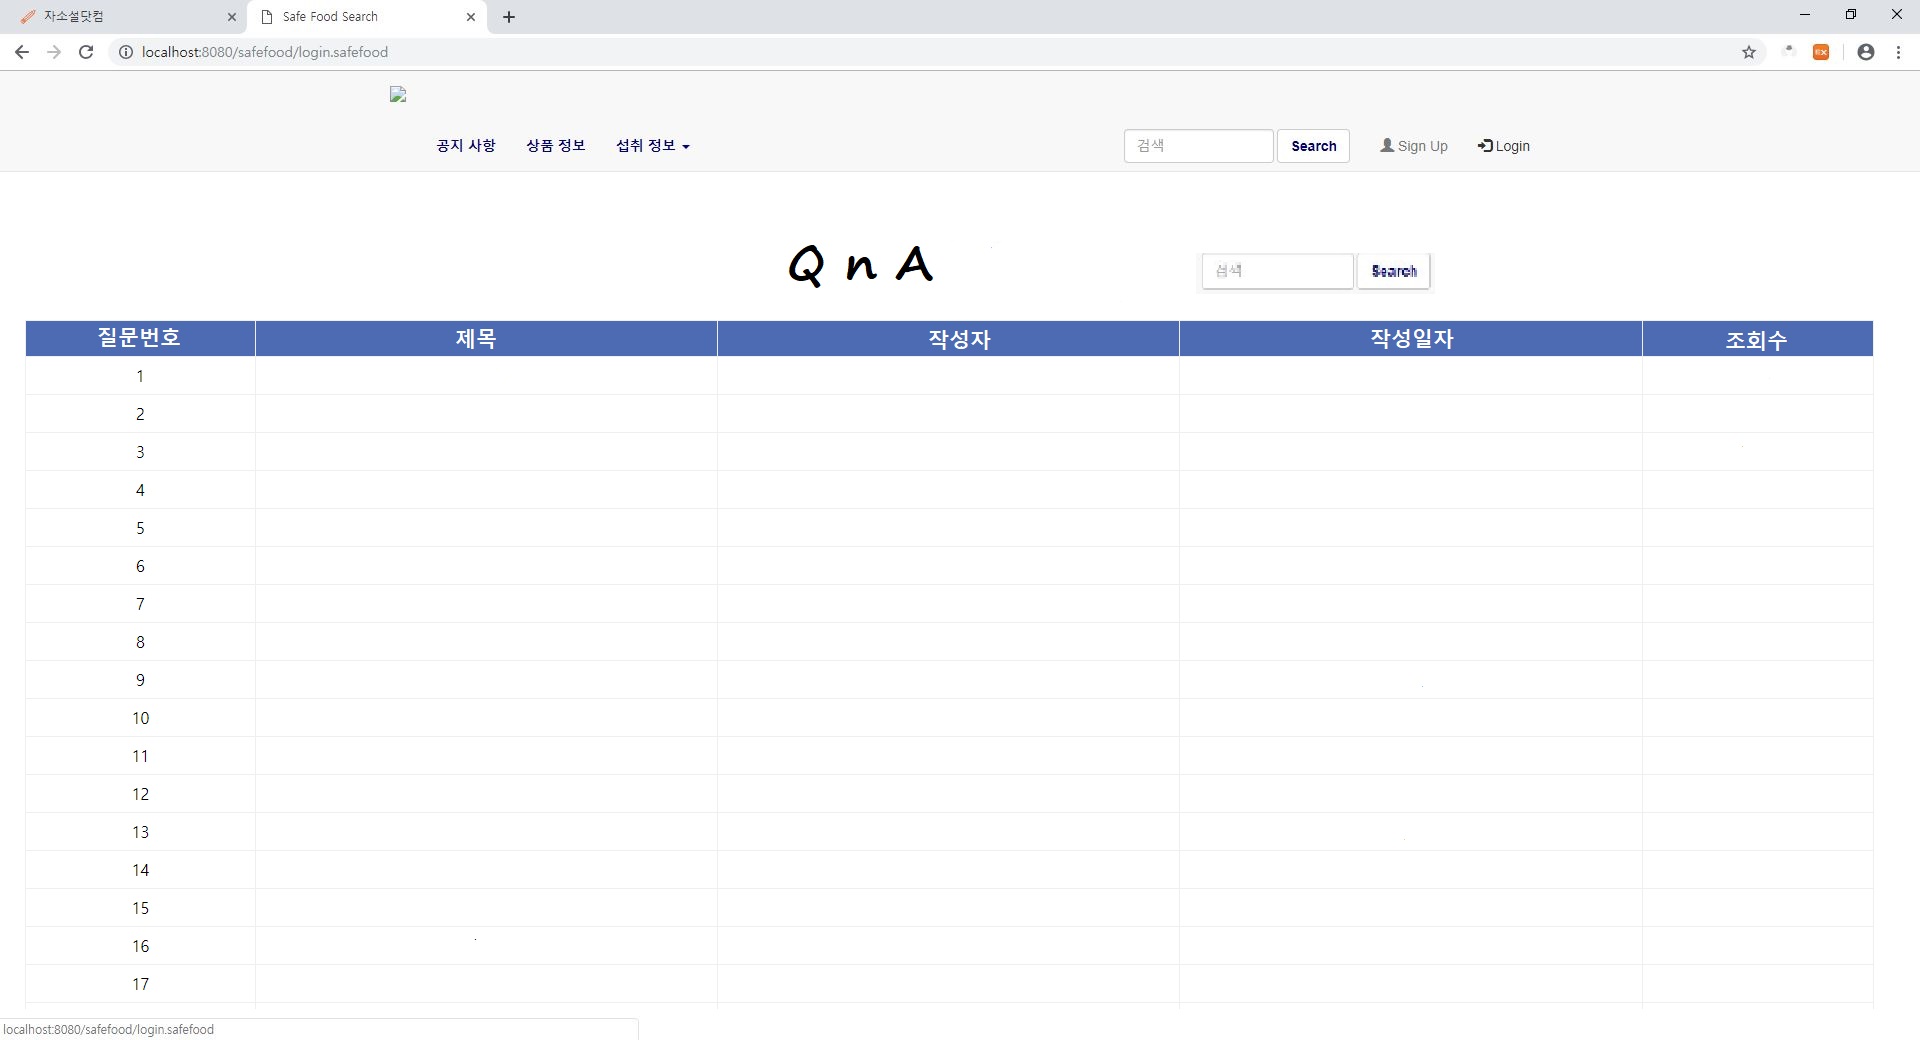 자소설닷컴
Safe Food Search
localhost:8080/safefood/login.safefood
공지 사항 상품 정보 섭취 정보
검색 Search Sign Up Login
Q n A
검색 Search
질문번호 제목 작성자 작성일자 조회수
1
2
3
4
5
6
7
8
9
10
11
12
13
14
15
16
17
localhost:8080/safefood/login.safefood